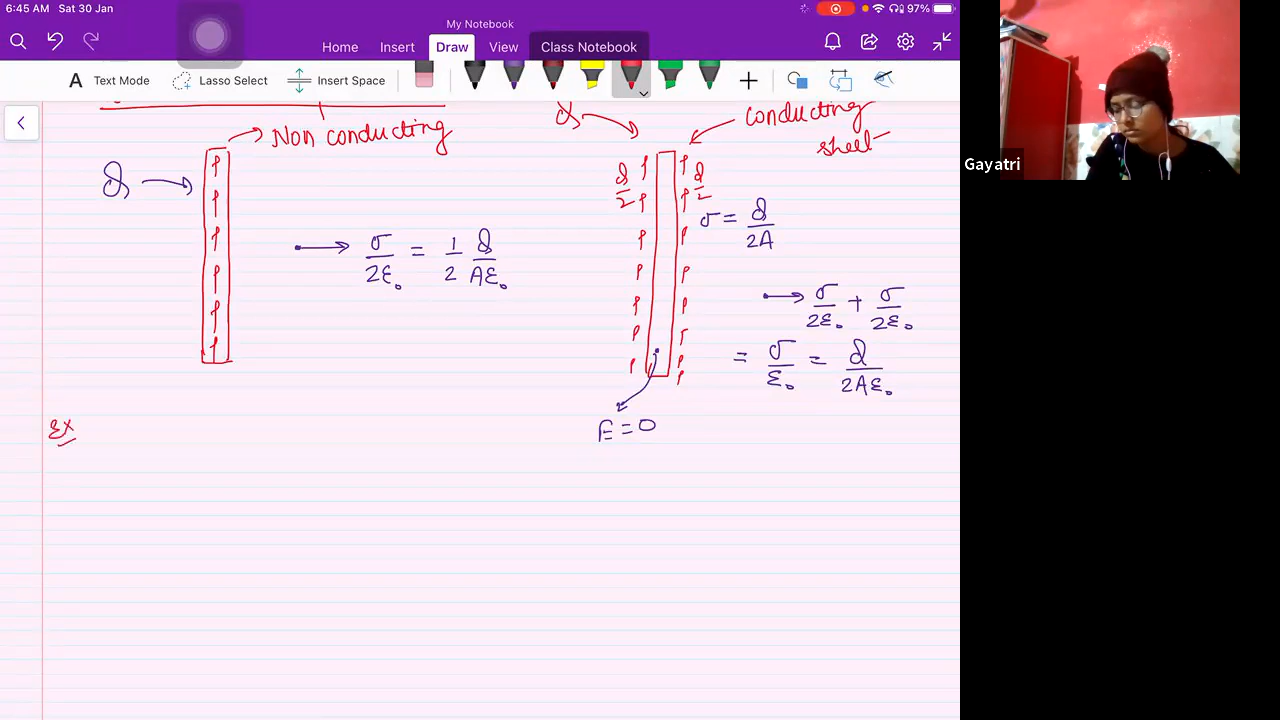 6:45 AM Sat 30 Jan
97%
My Notebook
Home Insert Draw View Class Notebook
A Text Mode Lasso Select Insert Space
Non conducting
Q
σ/2ε₀ = 1/2 Q/Aε₀
Q
conducting
sheet
Q/2 Q/2
σ = Q/2A
σ/2ε₀ + σ/2ε₀
= σ/ε₀ = Q/2Aε₀
E = 0
Ex
Gayatri